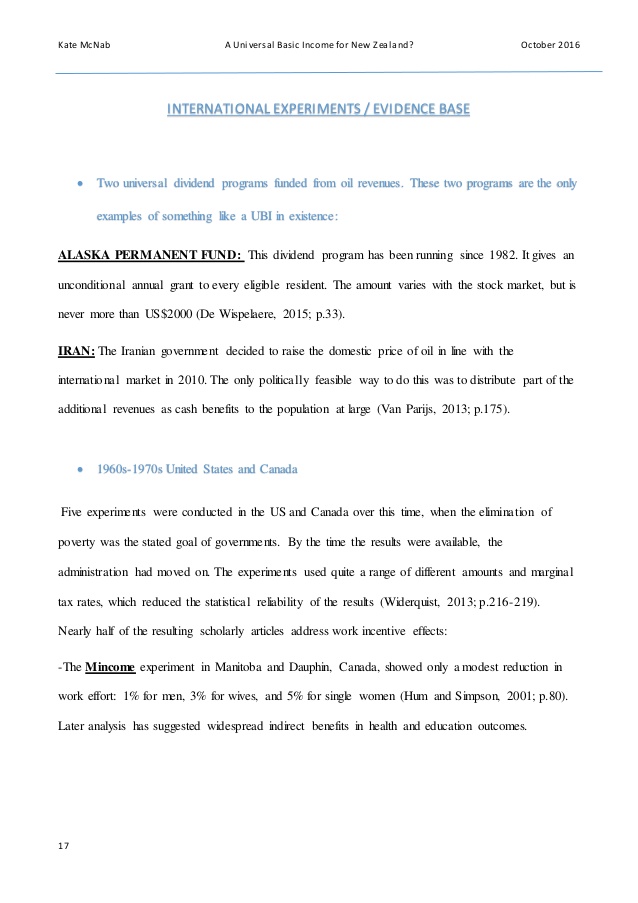 Kate McNab A Universal Basic Income for New Zealand? October 2016
INTERNATIONAL EXPERIMENTS / EVIDENCE BASE
• Two universal dividend programs funded from oil revenues. These two programs are the only
examples of something like a UBI in existence:
ALASKA PERMANENT FUND: This dividend program has been running since 1982. It gives an
unconditional annual grant to every eligible resident. The amount varies with the stock market, but is
never more than US$2000 (De Wispelaere, 2015; p.33).
IRAN: The Iranian government decided to raise the domestic price of oil in line with the
international market in 2010. The only politically feasible way to do this was to distribute part of the
additional revenues as cash benefits to the population at large (Van Parijs, 2013; p.175).
• 1960s-1970s United States and Canada
Five experiments were conducted in the US and Canada over this time, when the elimination of
poverty was the stated goal of governments. By the time the results were available, the
administration had moved on. The experiments used quite a range of different amounts and marginal
tax rates, which reduced the statistical reliability of the results (Widerquist, 2013; p.216-219).
Nearly half of the resulting scholarly articles address work incentive effects:
-The Mincome experiment in Manitoba and Dauphin, Canada, showed only a modest reduction in
work effort: 1% for men, 3% for wives, and 5% for single women (Hum and Simpson, 2001; p.80).
Later analysis has suggested widespread indirect benefits in health and education outcomes.
17